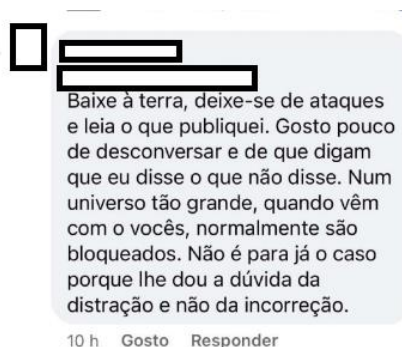 Baixe à terra, deixe-se de ataques
e leia o que publiquei. Gosto pouco
de desconversar e de que digam
que eu disse o que não disse. Num
universo tão grande, quando vêm
com o vocês, normalmente são
bloqueados. Não é para já o caso
porque lhe dou a dúvida da
distração e não da incorreção.
10 h Gosto Responder